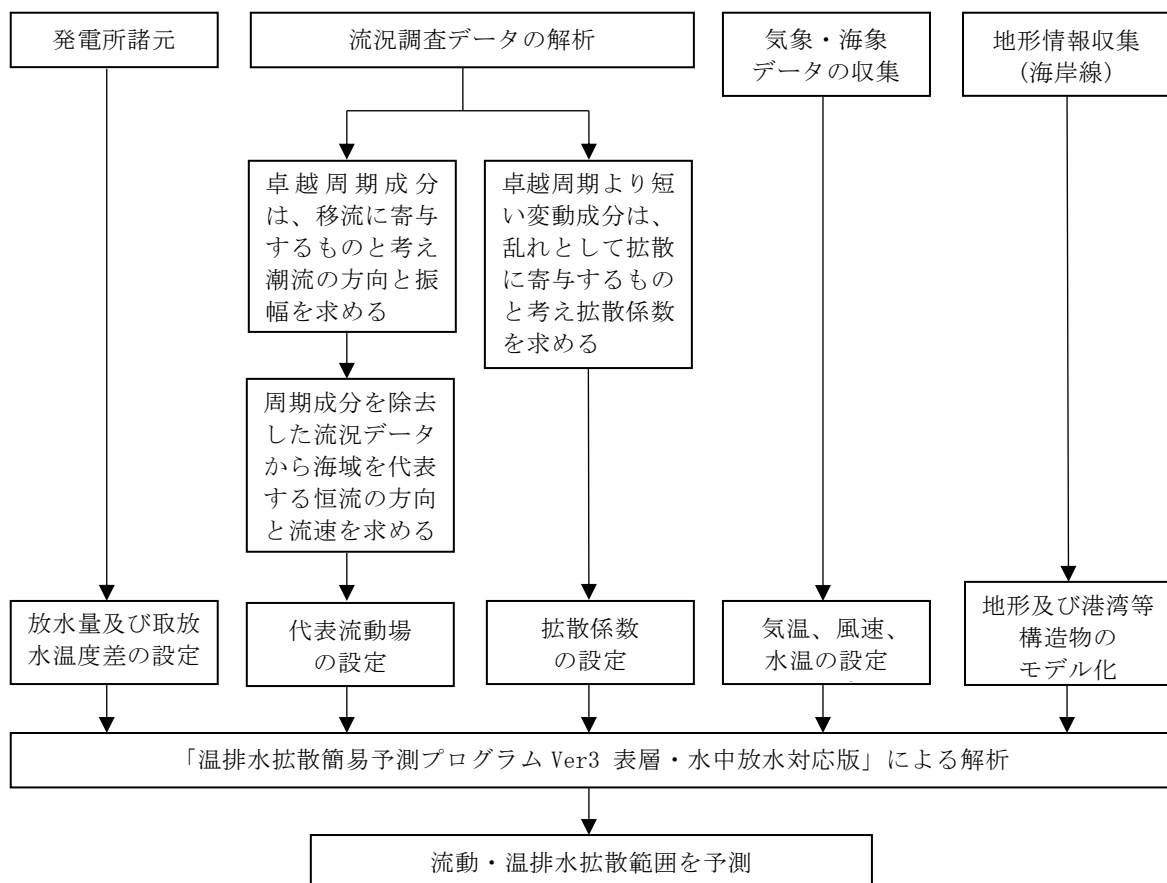 発電所諸元
流況調査データの解析
気象・海象
データの収集
地形情報収集
(海岸線)
卓越周期成分
は、移流に寄与
するものと考え
潮流の方向と振
幅を求める
卓越周期より短
い変動成分は、
乱れとして拡散
に寄与するもの
と考え拡散係数
を求める
周期成分を除去
した流況データ
から海域を代表
する恒流の方向
と流速を求める
放水量及び取放
水温度差の設定
代表流動場
の設定
拡散係数
の設定
気温、風速、
水温の設定
地形及び港湾等
構造物の
モデル化
「温排水拡散簡易予測プログラム Ver3 表層・水中放水対応版」による解析
流動・温排水拡散範囲を予測